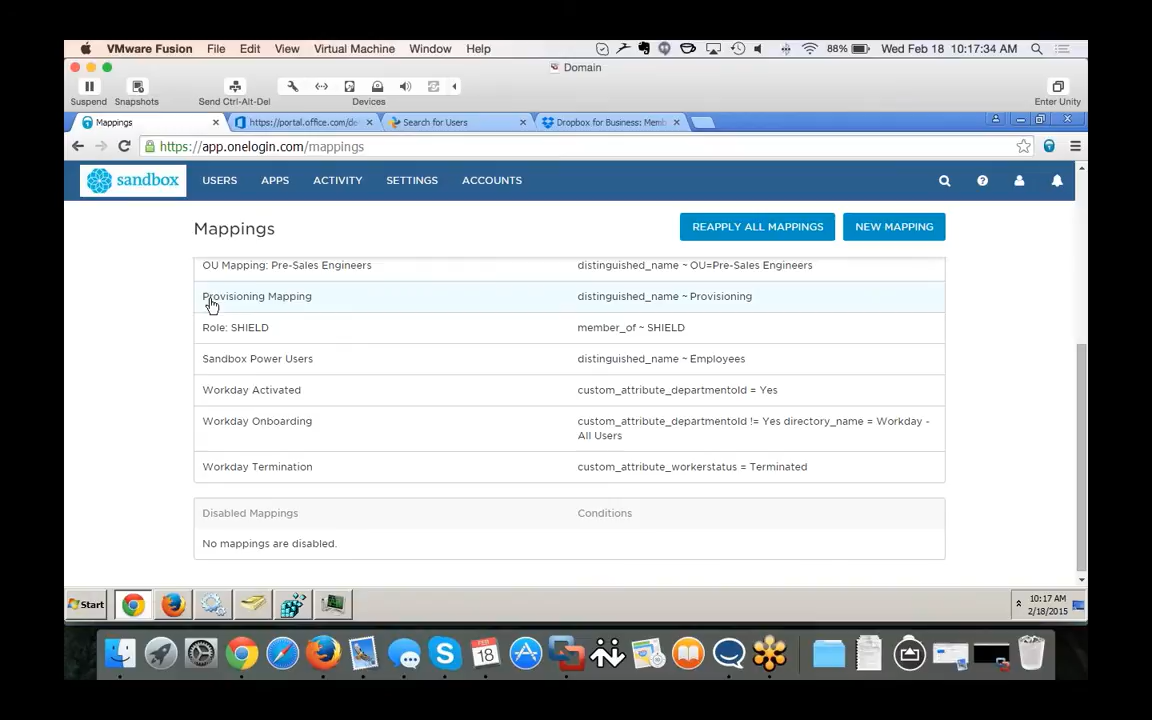 VMware Fusion File Edit View Virtual Machine Window Help 88% Wed Feb 18 10:17:34 AM
Domain
Suspend Snapshots Send Ctrl-Alt-Del Devices Enter Unity
Mappings https://portal.office.com/de Search for Users Dropbox for Business: Memb
https://app.onelogin.com/mappings
sandbox USERS APPS ACTIVITY SETTINGS ACCOUNTS
Mappings REAPPLY ALL MAPPINGS NEW MAPPING
OU Mapping: Pre-Sales Engineers distinguished_name ~ OU=Pre-Sales Engineers
Provisioning Mapping distinguished_name ~ Provisioning
Role: SHIELD member_of ~ SHIELD
Sandbox Power Users distinguished_name ~ Employees
Workday Activated custom_attribute_departmentold = Yes
Workday Onboarding custom_attribute_departmentold != Yes directory_name = Workday -
All Users
Workday Termination custom_attribute_workerstatus = Terminated
Disabled Mappings Conditions
No mappings are disabled.
Start 10:17 AM
2/18/2015
FEB
18